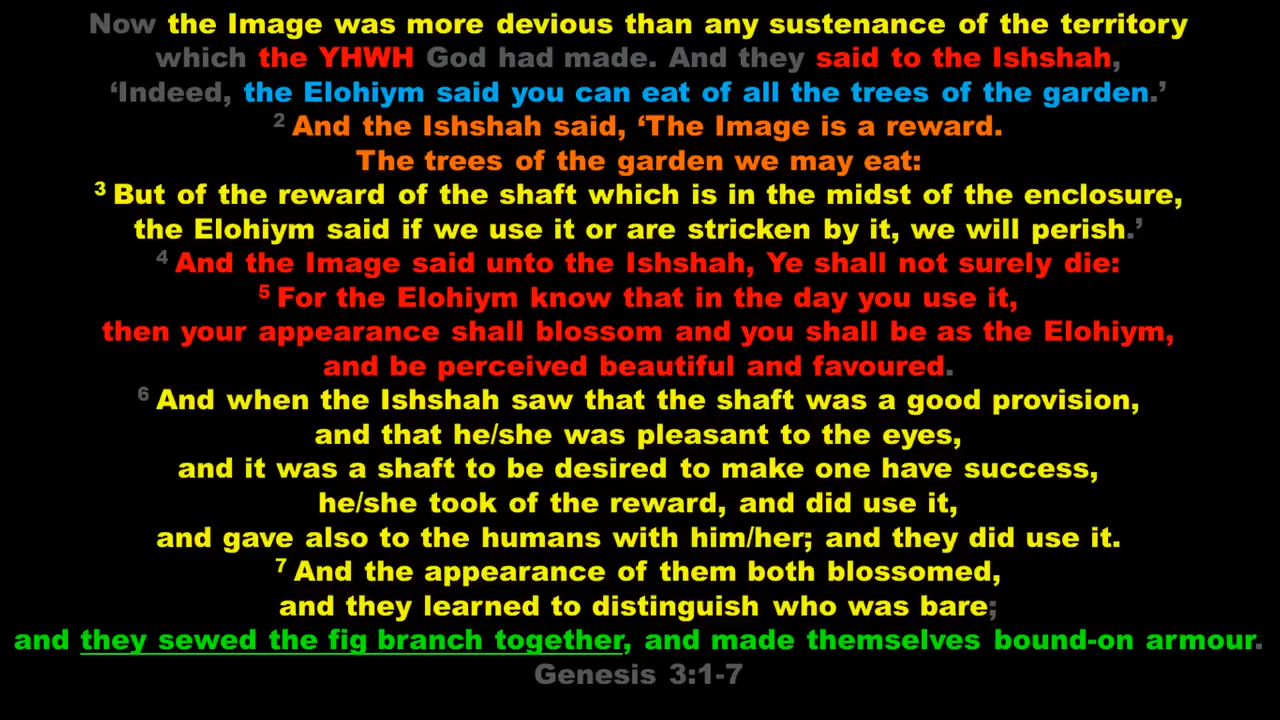 Now the Image was more devious than any sustenance of the territory
which the YHWH God had made. And they said to the Ishshah,
‘Indeed, the Elohiym said you can eat of all the trees of the garden.’
2 And the Ishshah said, ‘The Image is a reward.
The trees of the garden we may eat:
3 But of the reward of the shaft which is in the midst of the enclosure,
the Elohiym said if we use it or are stricken by it, we will perish.’
4 And the Image said unto the Ishshah, Ye shall not surely die:
5 For the Elohiym know that in the day you use it,
then your appearance shall blossom and you shall be as the Elohiym,
and be perceived beautiful and favoured.
6 And when the Ishshah saw that the shaft was a good provision,
and that he/she was pleasant to the eyes,
and it was a shaft to be desired to make one have success,
he/she took of the reward, and did use it,
and gave also to the humans with him/her; and they did use it.
7 And the appearance of them both blossomed,
and they learned to distinguish who was bare;
and they sewed the fig branch together, and made themselves bound-on armour.
Genesis 3:1-7